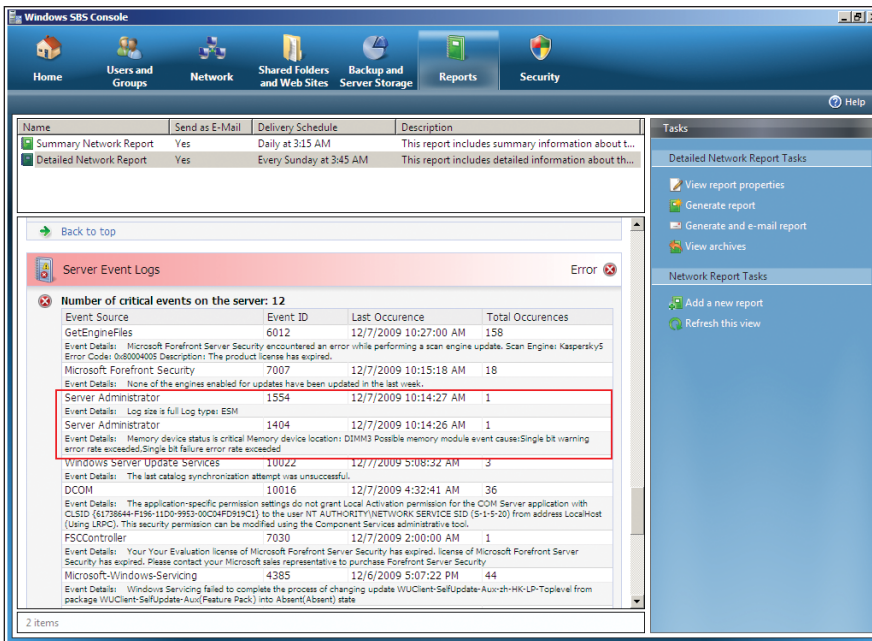 Windows SBS Console
Home
Users and
Groups
Network
Shared Folders
and Web Sites
Backup and
Server Storage
Reports
Security
Help
Name Send as E-Mail Delivery Schedule Description
Summary Network Report Yes Daily at 3:15 AM This report includes summary information about t...
Detailed Network Report Yes Every Sunday at 3:45 AM This report includes detailed information about th...
Back to top
Server Event Logs Error
Number of critical events on the server: 12
Event Source Event ID Last Occurence Total Occurences
GetEngineFiles 6012 12/7/2009 10:27:00 AM 158
Event Details: Microsoft Forefront Server Security encountered an error while performing a scan engine update. Scan Engine: Kaspersky5
Error Code: 0x80004005 Description: The product license has expired.
Microsoft Forefront Security 7007 12/7/2009 10:15:18 AM 18
Event Details: None of the engines enabled for updates have been updated in the last week.
Server Administrator 1554 12/7/2009 10:14:27 AM 1
Event Details: Log size is full Log type: ESM
Server Administrator 1404 12/7/2009 10:14:26 AM 1
Event Details: Memory device status is critical Memory device location: DIMM3 Possible memory module event cause:Single bit warning
error rate exceeded,Single bit failure error rate exceeded
Windows Server Update Services 10022 12/7/2009 5:08:32 AM 3
Event Details: The last catalog synchronization attempt was unsuccessful.
DCOM 10016 12/7/2009 4:32:41 AM 36
Event Details: The application-specific permission settings do not grant Local Activation permission for the COM Server application with
CLSID {61738644-F196-11D0-9953-00C04FD919C1} to the user NT AUTHORITY\NETWORK SERVICE SID (S-1-5-20) from address LocalHost
(Using LRPC). This security permission can be modified using the Component Services administrative tool.
FSCController 7030 12/7/2009 2:00:00 AM 1
Event Details: Your Your Evaluation license of Microsoft Forefront Server Security has expired. license of Microsoft Forefront Server
Security has expired. Please contact your Microsoft sales representative to purchase Forefront Server Security
Microsoft-Windows-Servicing 4385 12/6/2009 5:07:22 PM 44
Event Details: Windows Servicing failed to complete the process of changing update WUClient-SelfUpdate-Aux-zh-HK-LP-Toplevel from
package WUClient-SelfUpdate-Aux(Feature Pack) into Absent(Absent) state
2 items
Tasks
Detailed Network Report Tasks
View report properties
Generate report
Generate and e-mail report
View archives
Network Report Tasks
Add a new report
Refresh this view